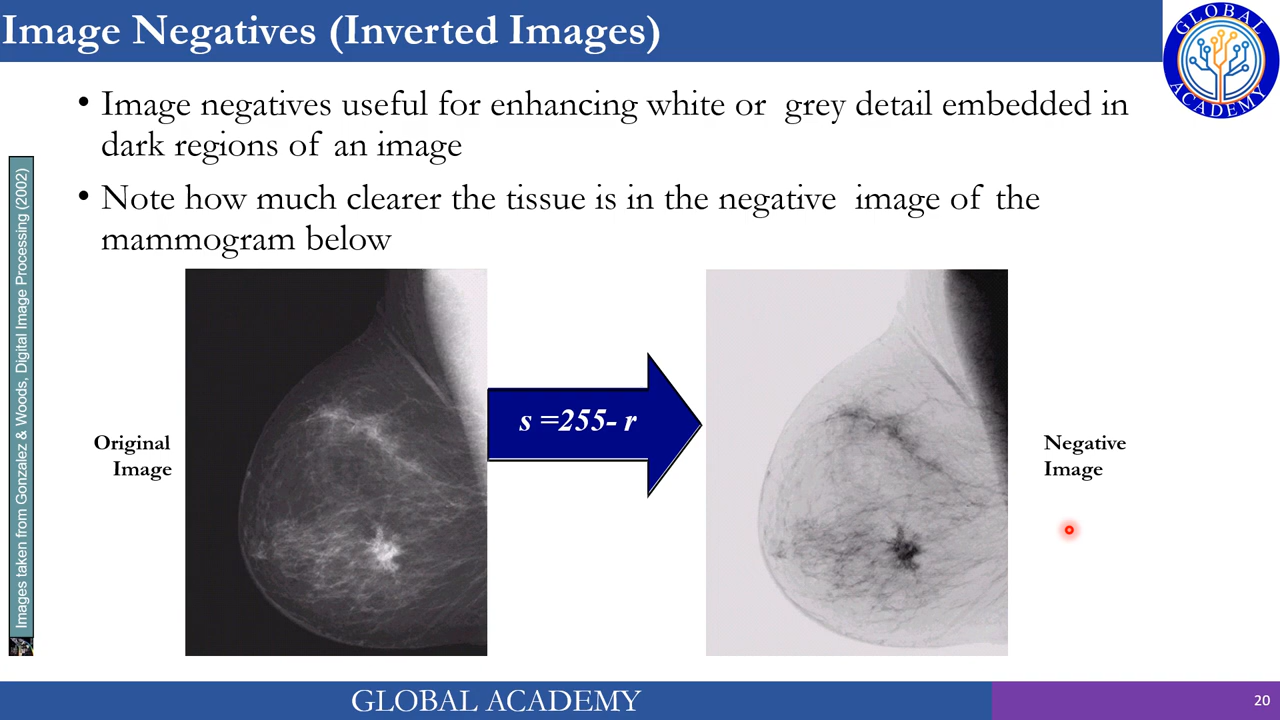 Image Negatives (Inverted Images)
GLOBAL
ACADEMY
• Image negatives useful for enhancing white or grey detail embedded in
dark regions of an image
• Note how much clearer the tissue is in the negative image of the
mammogram below
Images taken from Gonzalez & Woods, Digital Image Processing (2002)
Original
Image
s =255- r
Negative
Image
GLOBAL ACADEMY
20